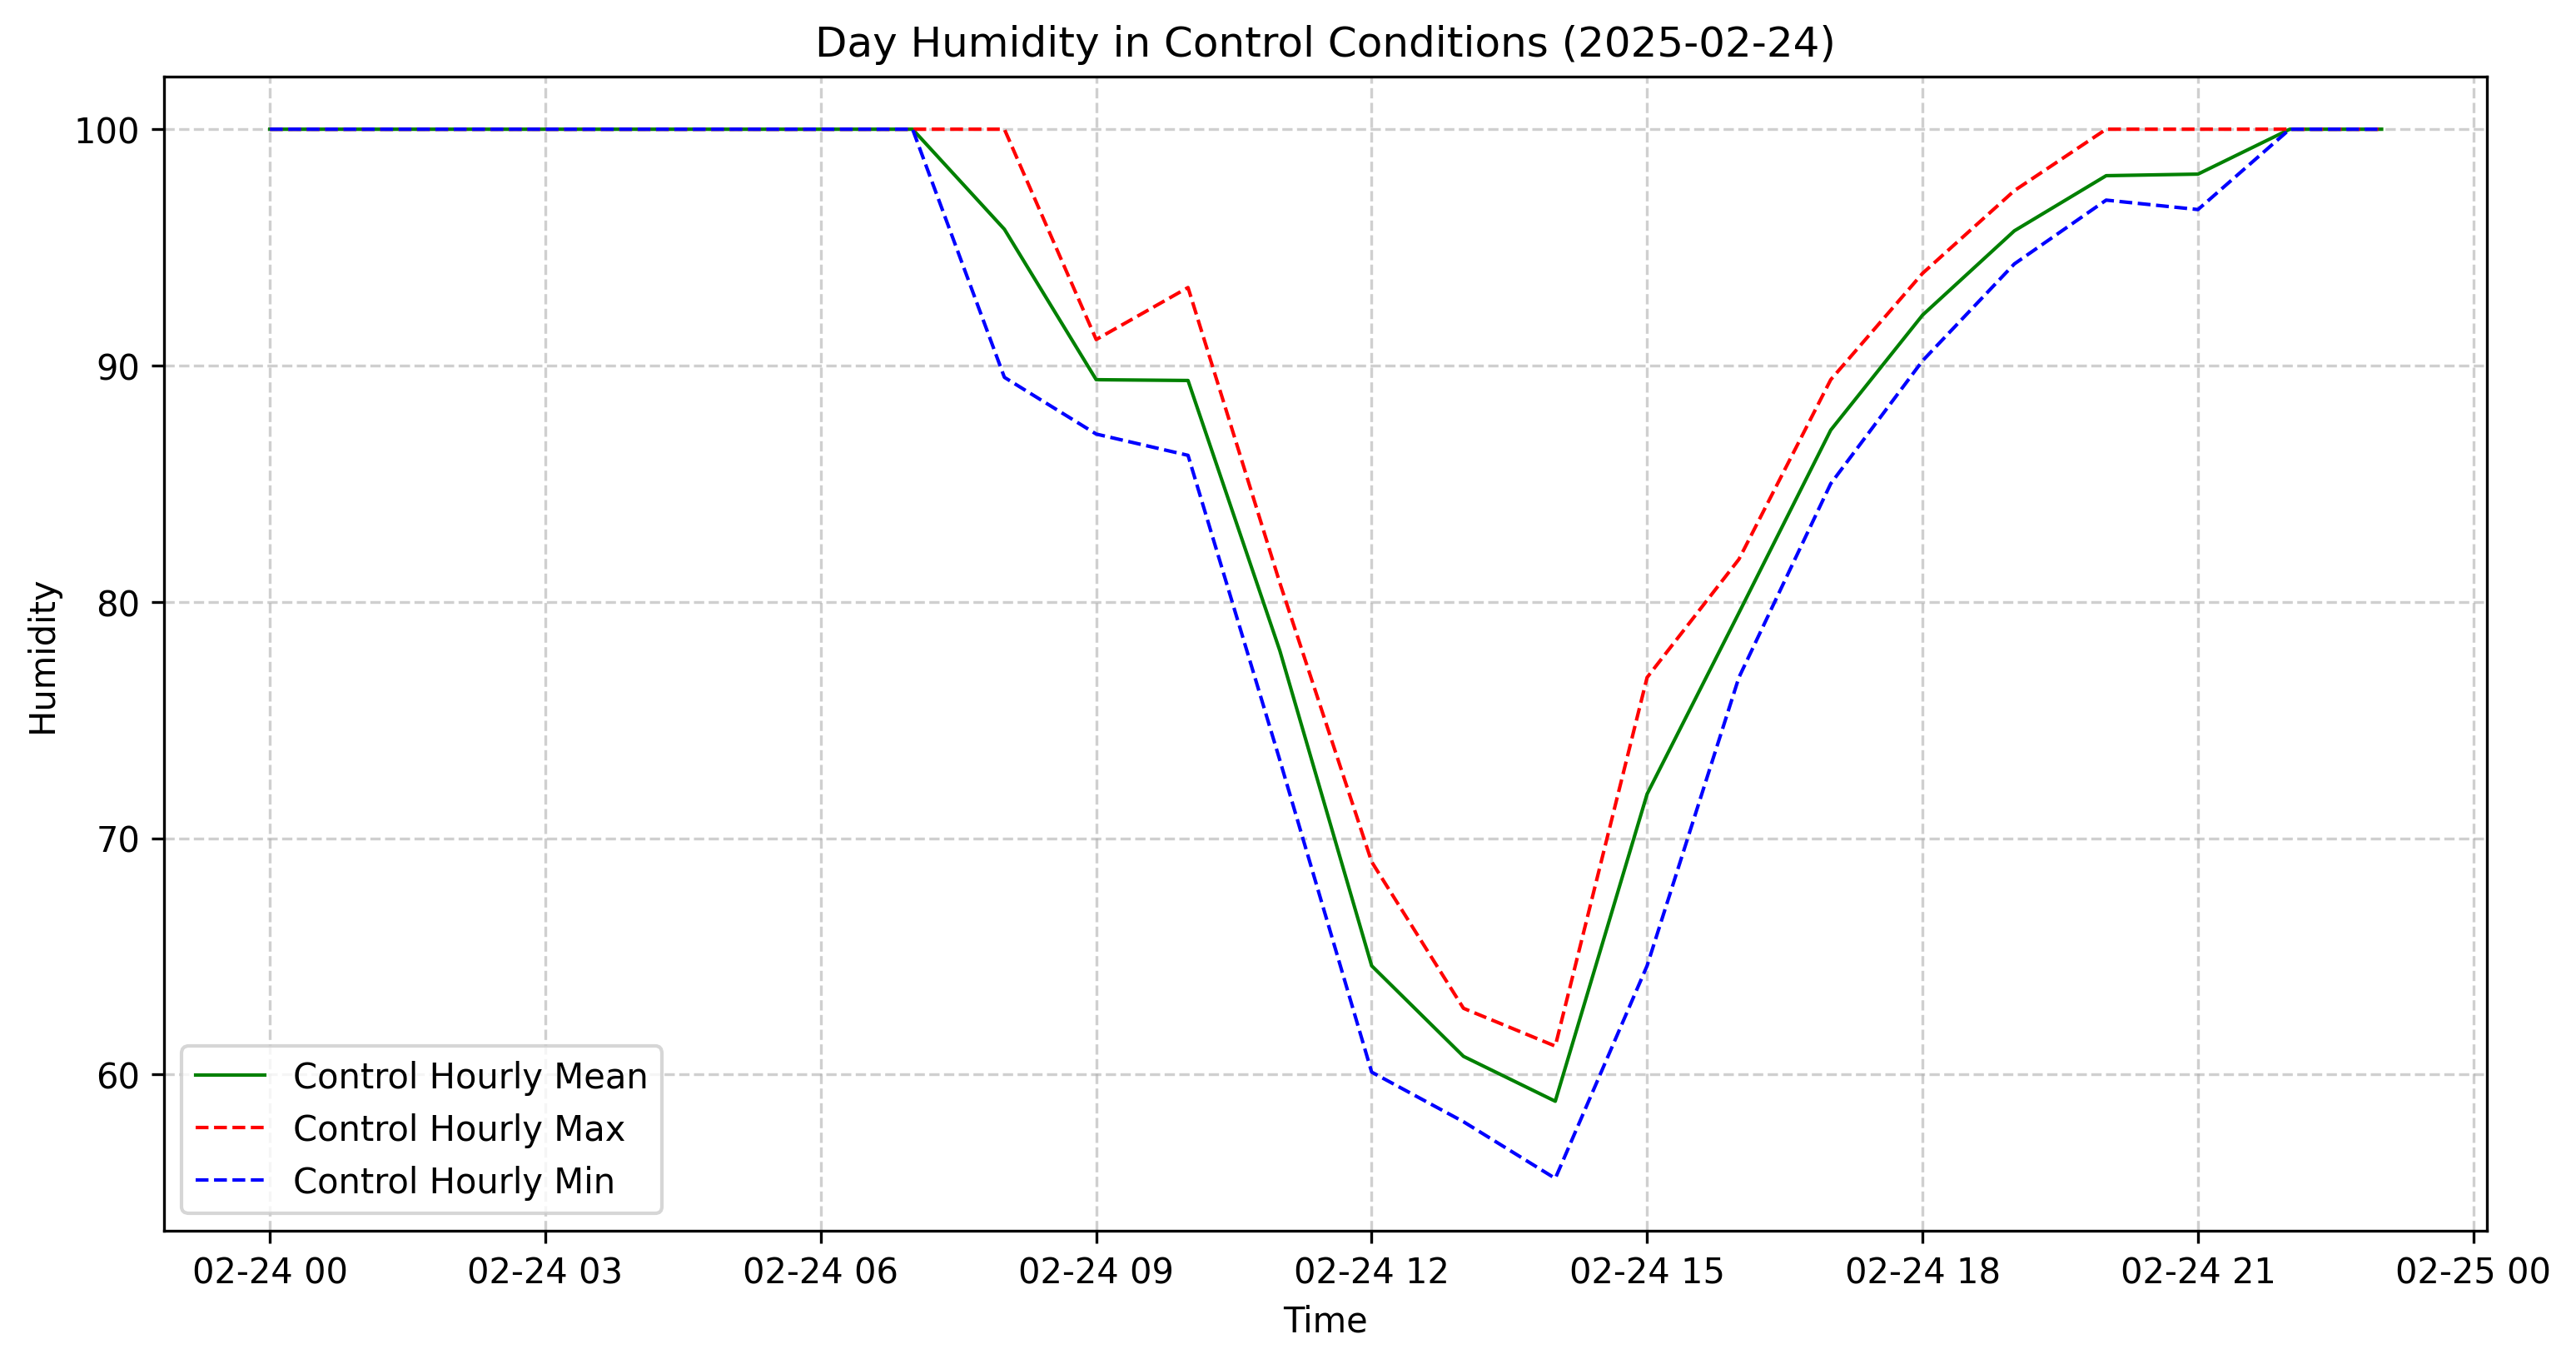 Day Humidity in Control Conditions (2025-02-24)
100
90
80
70
60
Humidity
Control Hourly Mean
Control Hourly Max
Control Hourly Min
02-24 00
02-24 03
02-24 06
02-24 09
02-24 12
02-24 15
02-24 18
02-24 21
02-25 00
Time